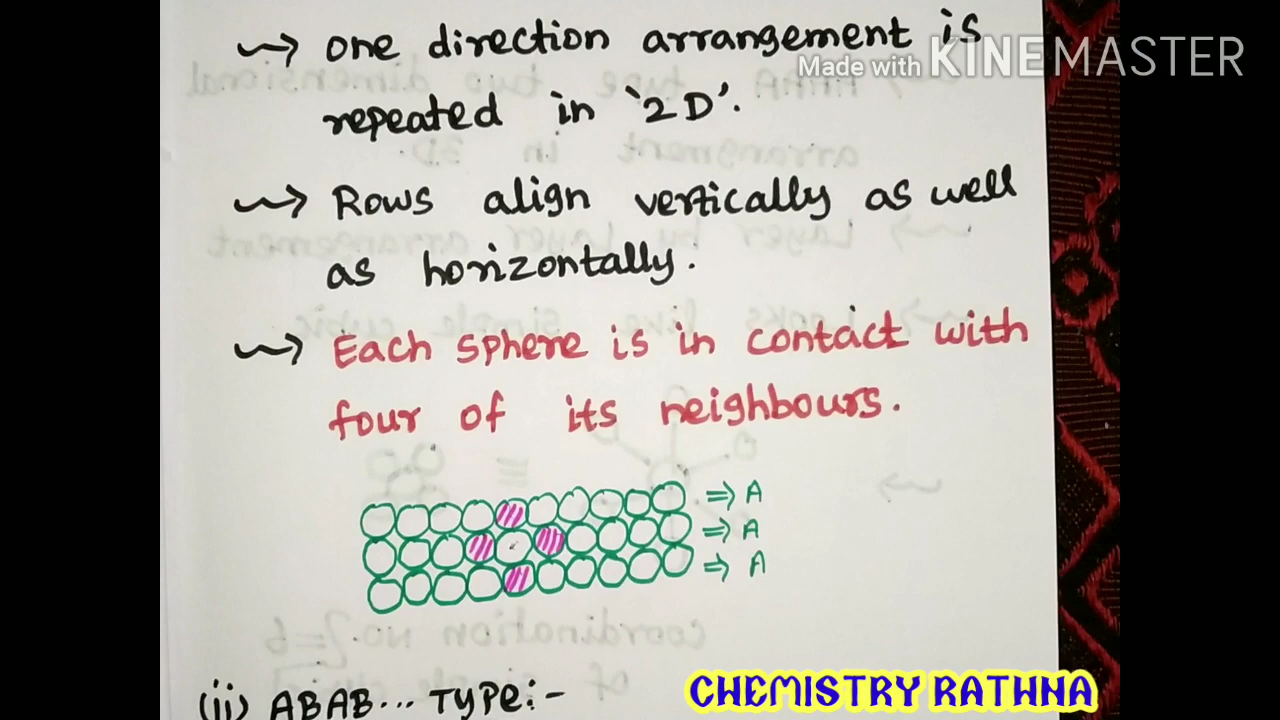 one direction arrangement is
Made with KINEMASTER
repeated in '2D'.
Rows align vertically as well
as horizontally.
Each sphere is in contact with
four of its neighbours.
⇒ A
⇒ A
⇒ A
(ii) ABAB... TYPE:-
CHEMISTRY RATHNA